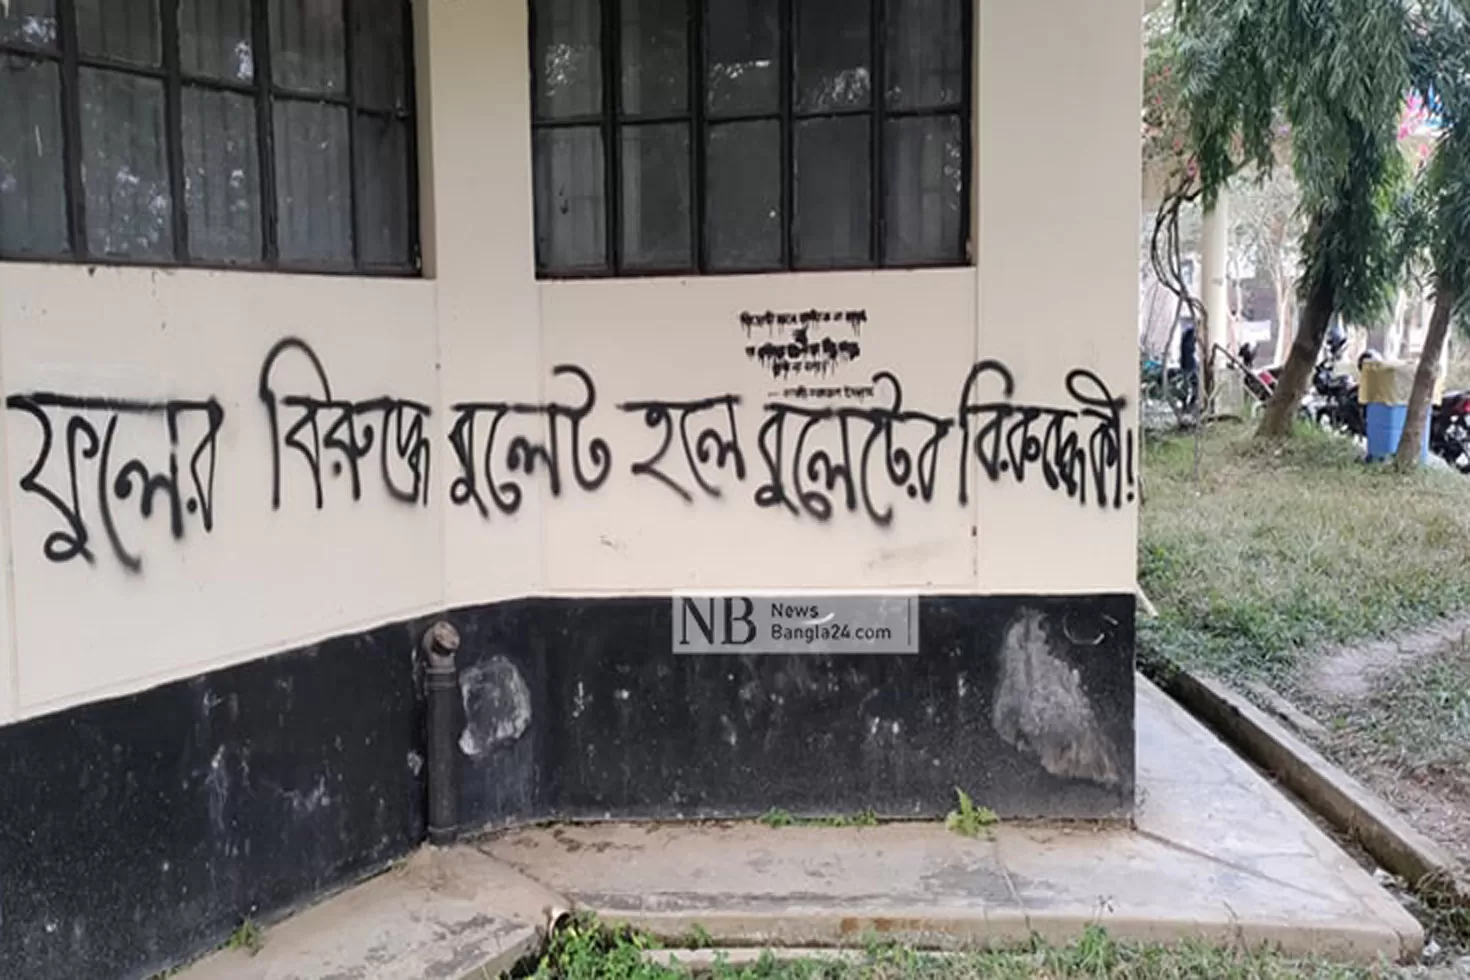 ফুলের বিরুদ্ধে বুলেট হলে বুলেটের বিরুদ্ধে কী!
NB News
Bangla24.com